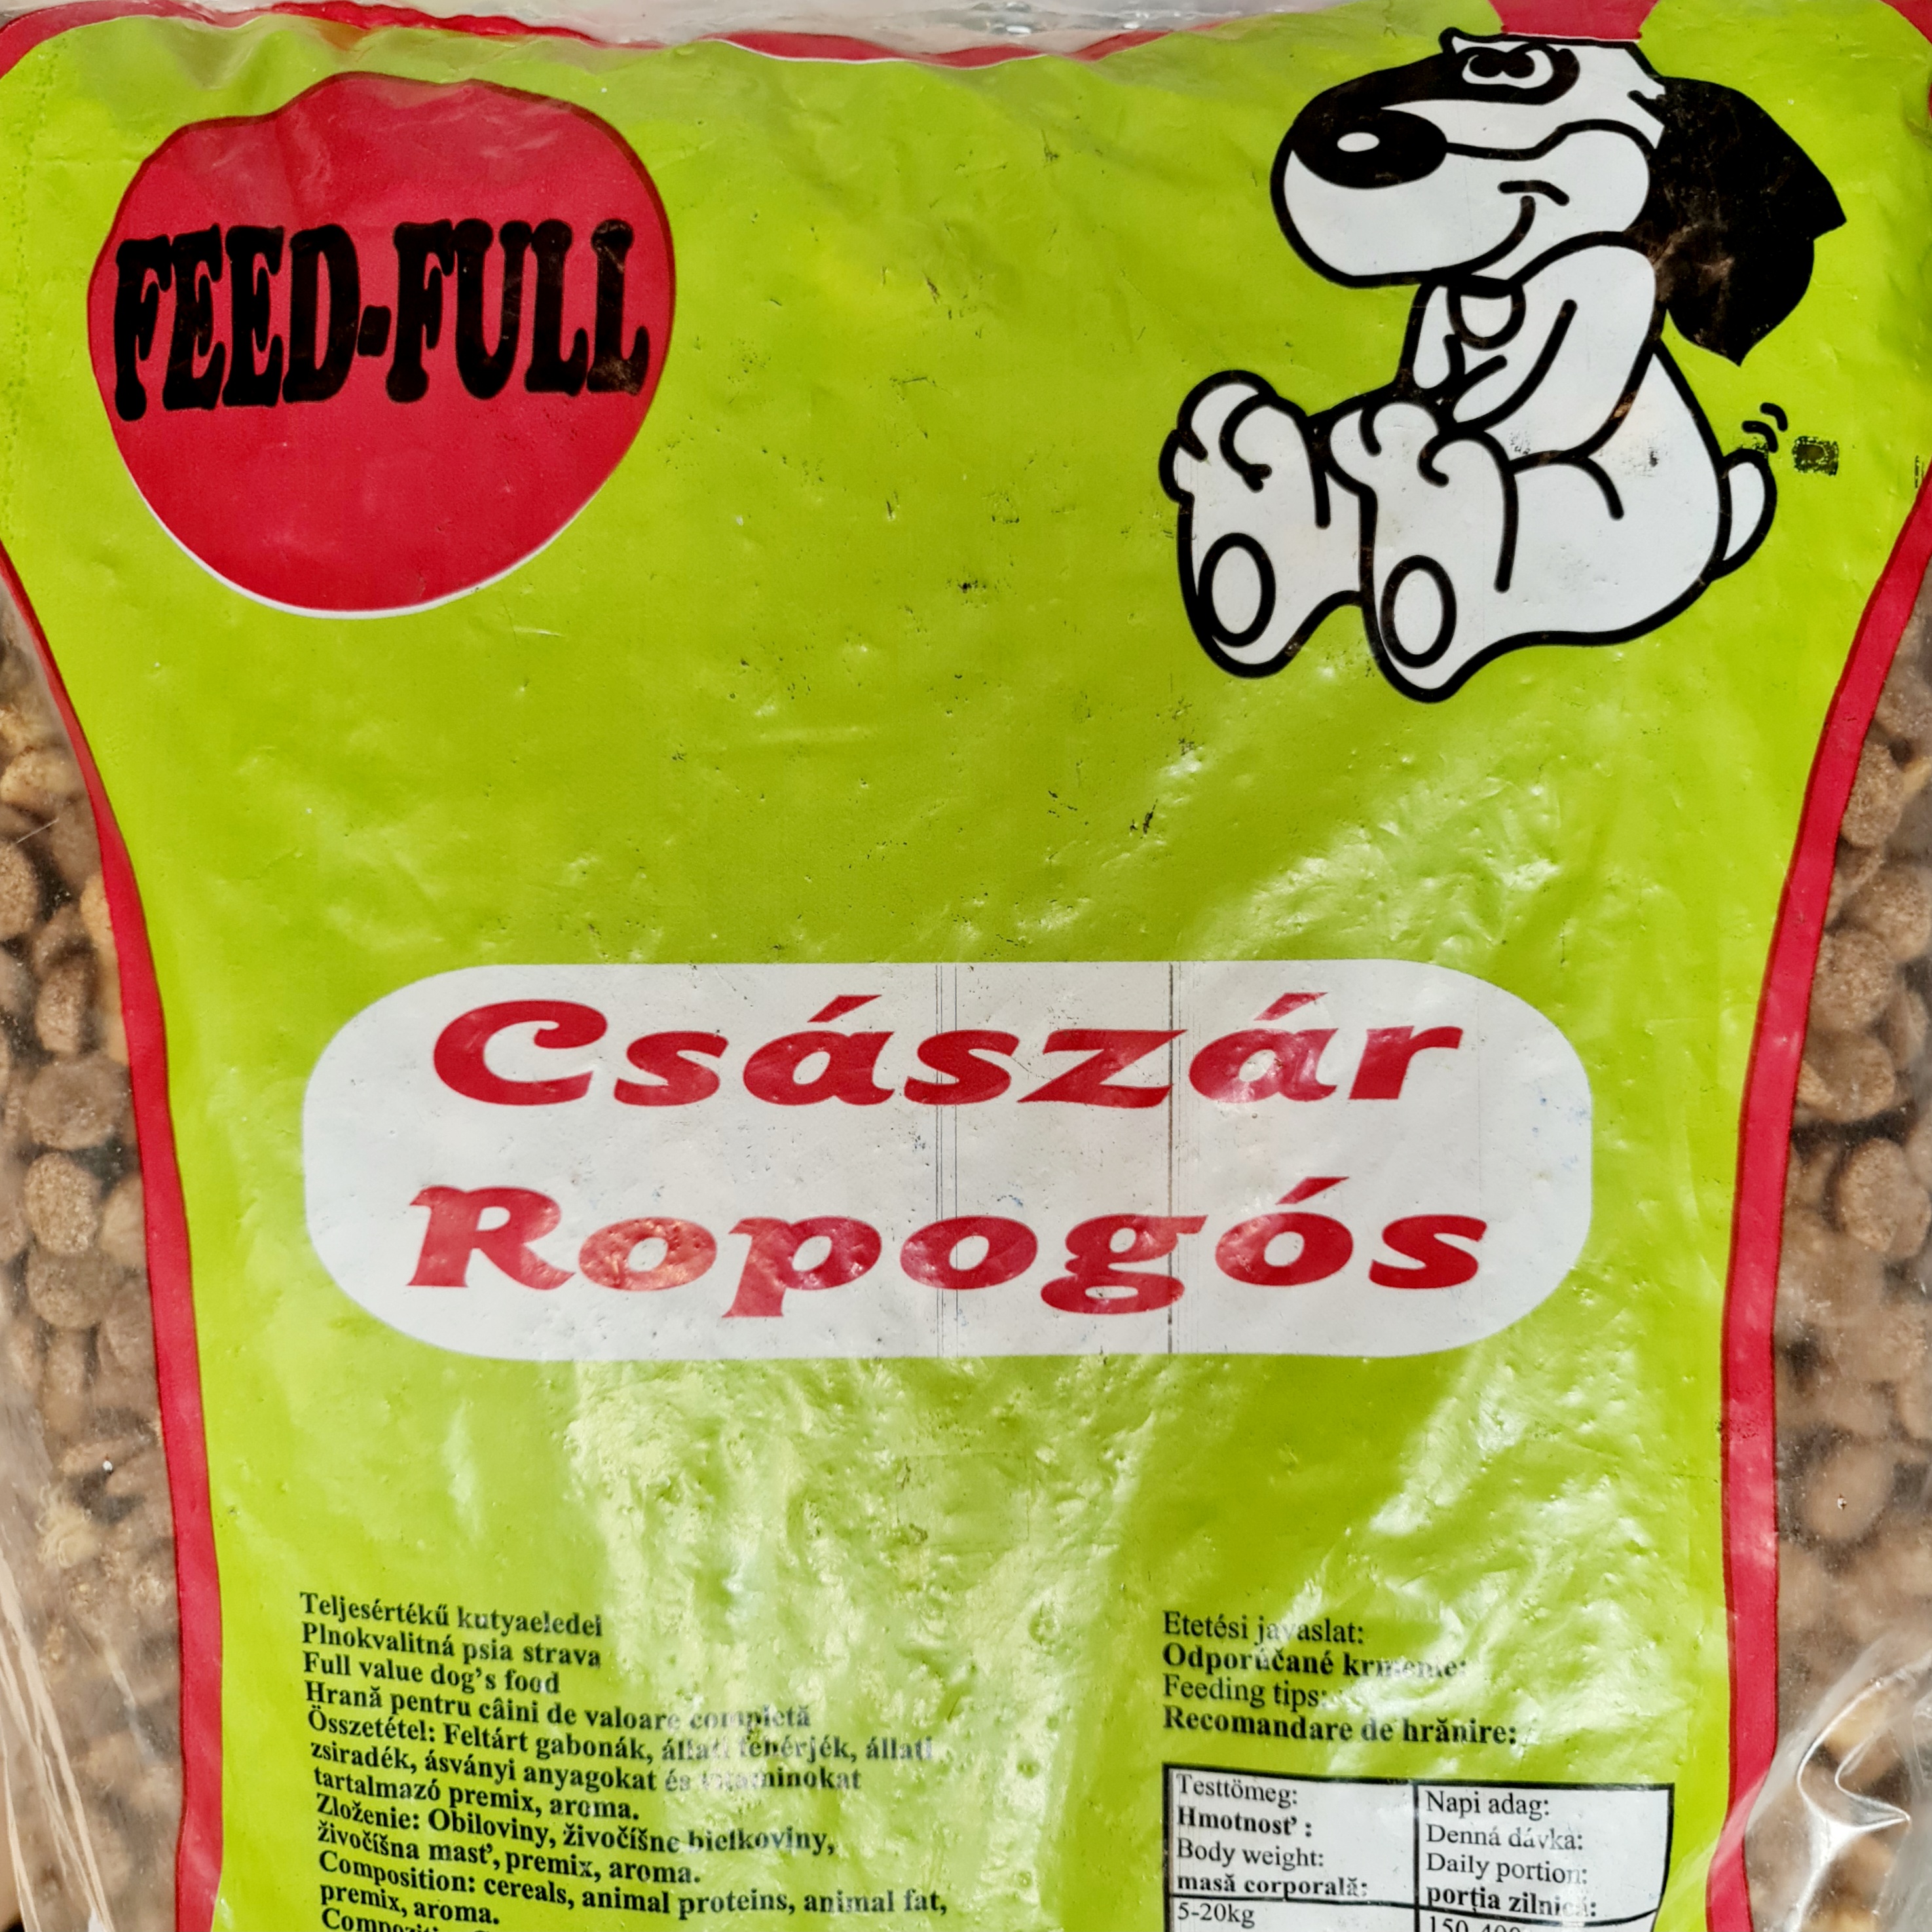 FEED-FULL
Császár
Ropogós
Teljesértékű kutyaeledel
Plnokvalitná psia strava
Full value dog's food
Hrană pentru câini de valoare completă
Összetétel: Feltárt gabonák, állati fehérjék, állati
zsiradék, ásványi anyagokat és vitaminokat
tartalmazó premix, aroma.
Zloženie: Obiloviny, živočíšne bielkoviny,
živočíšna masť, premix, aroma.
Composition: cereals, animal proteins, animal fat,
premix, aroma.
Etetési javaslat:
Odporúčané krmenie:
Feeding tips:
Recomandare de hrănire:
Testtömeg:
Hmotnosť :
Body weight:
masă corporală:
5-20kg
Napi adag:
Denná dávka:
Daily portion:
porția zilnică: